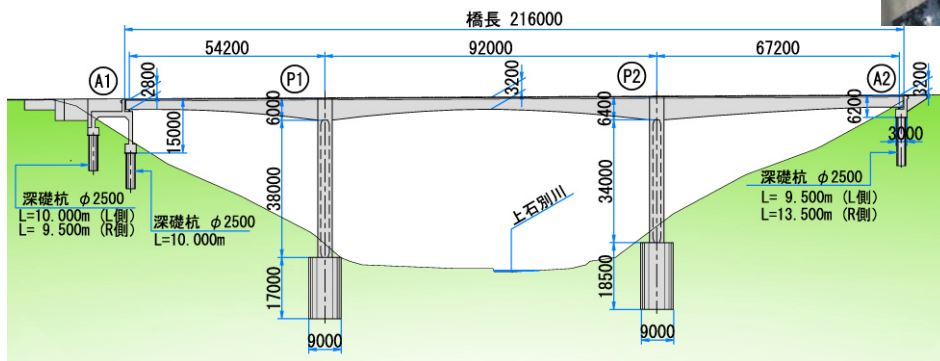 橋長 216000
54200
92000
67200
A1
P1
P2
A2
2800
3200
3200
15000
6000
6400
6200
3000
38000
34000
深礎杭 φ2500
L=10.000m (L側)
L= 9.500m (R側)
深礎杭 φ2500
L=10.000m
上石別川
深礎杭 φ2500
L= 9.500m (L側)
L=13.500m (R側)
17000
18500
9000
9000